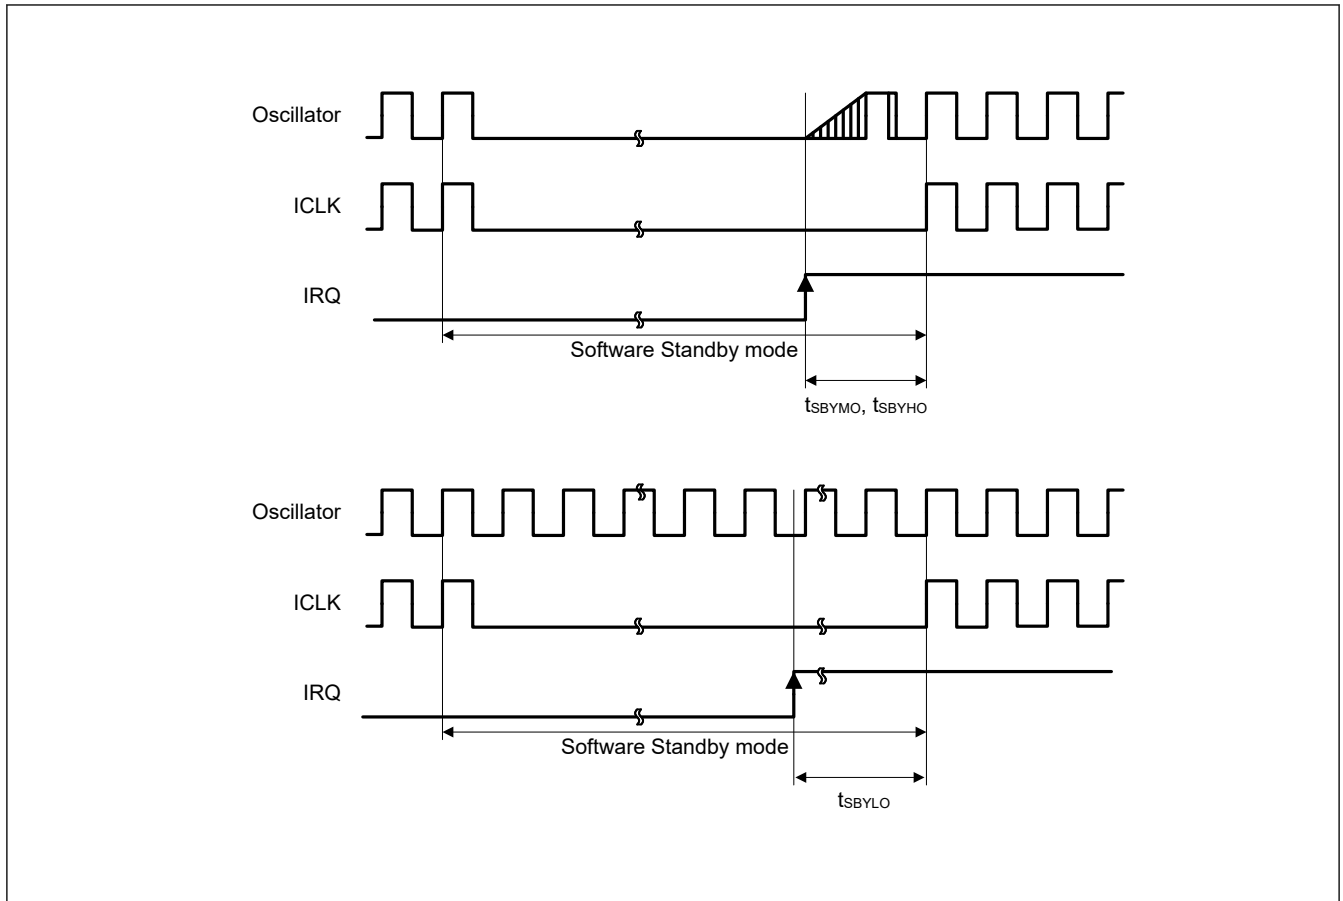 Oscillator
ICLK
IRQ
Software Standby mode
tSBYMO, tSBYHO
Oscillator
ICLK
IRQ
Software Standby mode
tSBYLO